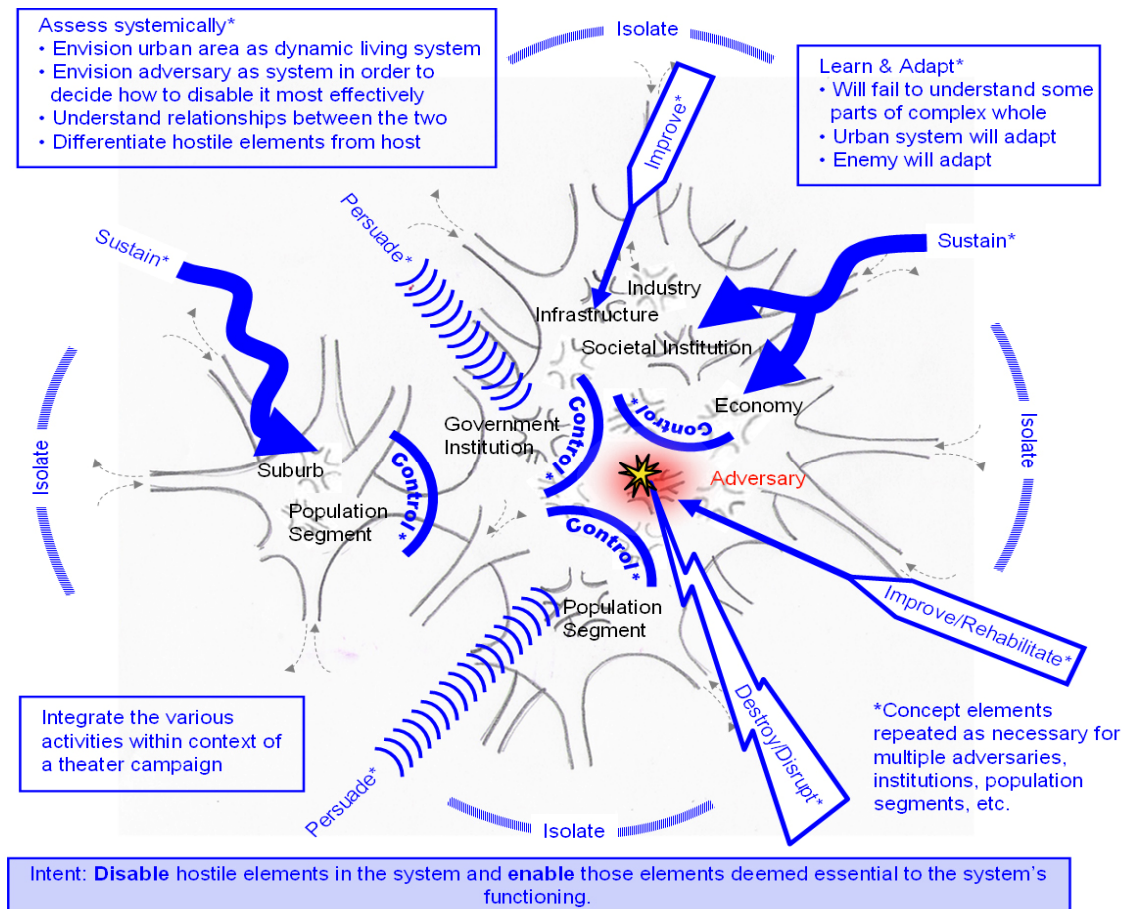 Assess systemically*
• Envision urban area as dynamic living system
• Envision adversary as system in order to
decide how to disable it most effectively
• Understand relationships between the two
• Differentiate hostile elements from host
Isolate
Learn & Adapt*
• Will fail to understand some
parts of complex whole
• Urban system will adapt
• Enemy will adapt
Improve*
Persuade*
Sustain*
Sustain*
Industry
Infrastructure
Societal Institution
Economy
Control*
Control*
Government
Institution
Isolate
Isolate
Suburb
Control*
Adversary
Population
Segment
Control*
Population
Segment
Improve/Rehabilitate*
Destroy/Disrupt*
Persuade*
Integrate the various
activities within context of
a theater campaign
*Concept elements
repeated as necessary for
multiple adversaries,
institutions, population
segments, etc.
Isolate
Intent: Disable hostile elements in the system and enable those elements deemed essential to the system's
functioning.